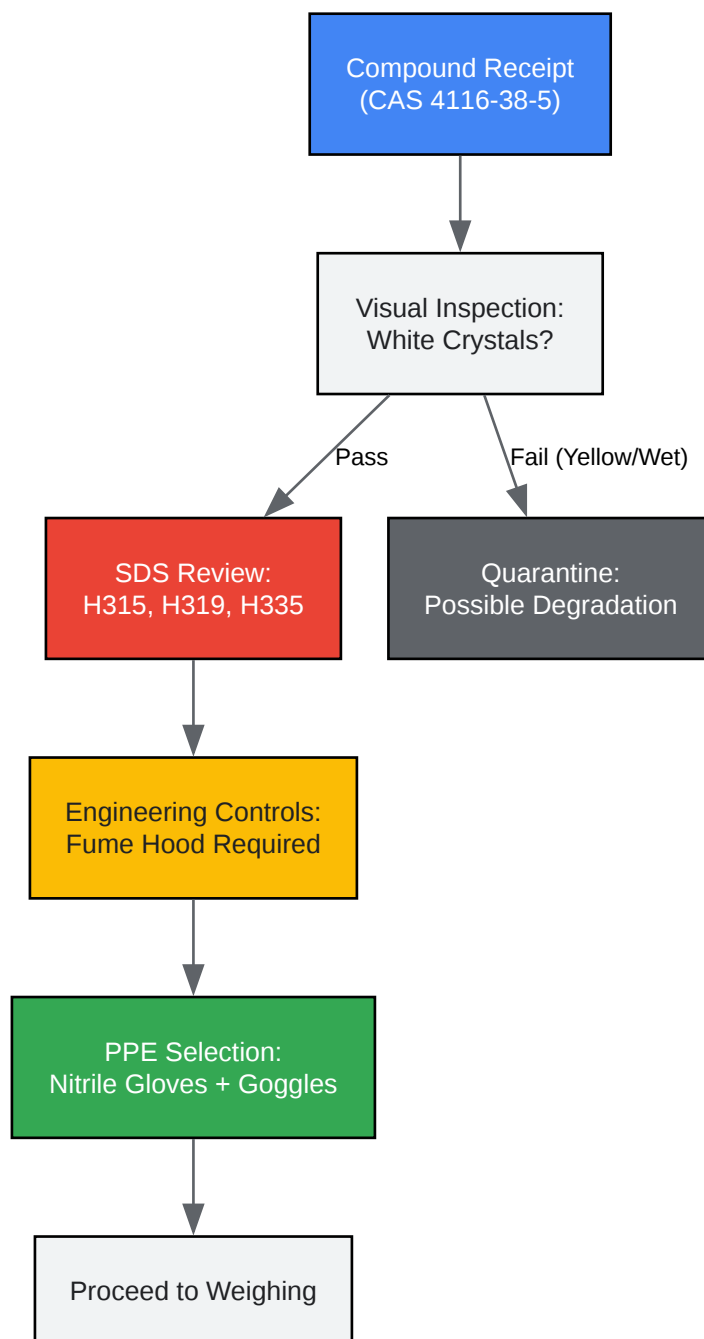 Compound Receipt
(CAS 4116-38-5)
Visual Inspection:
White Crystals?
Pass
Fail (Yellow/Wet)
SDS Review:
H315, H319, H335
Quarantine:
Possible Degradation
Engineering Controls:
Fume Hood Required
PPE Selection:
Nitrile Gloves + Goggles
Proceed to Weighing